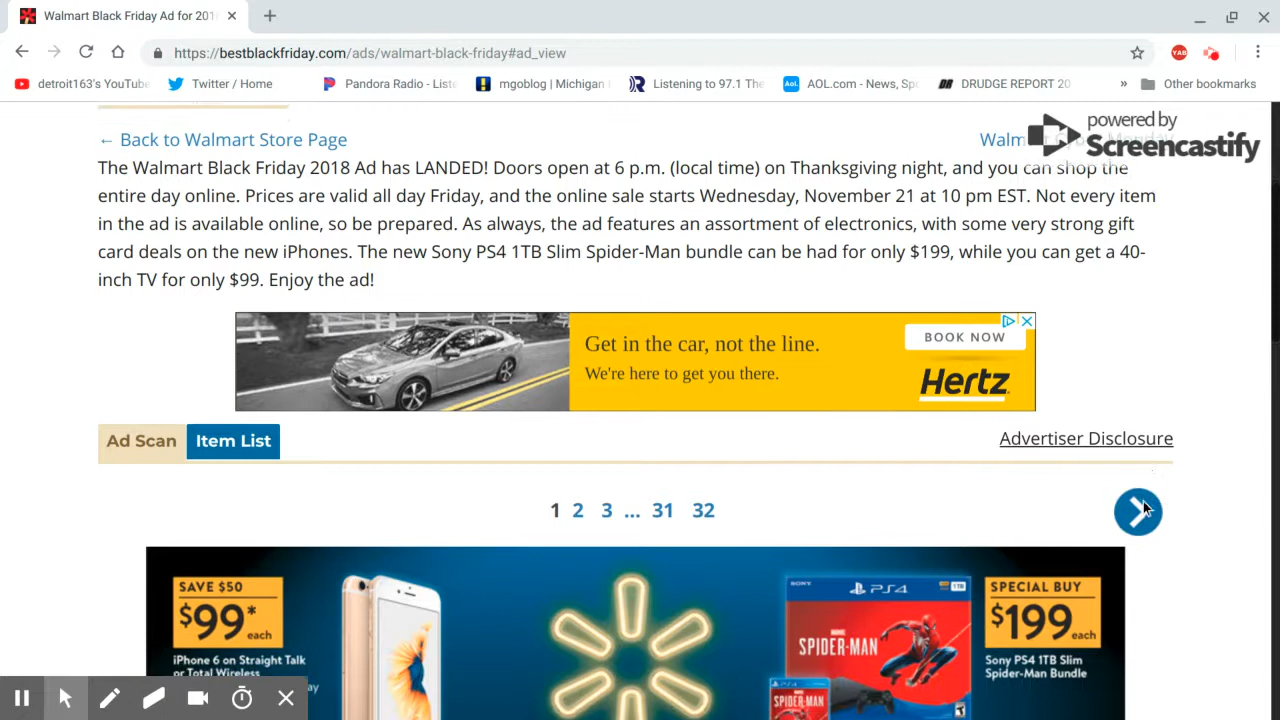 Walmart Black Friday Ad for 201
https://bestblackfriday.com/ads/walmart-black-friday#ad_view
YAB
detroit163's YouTube
Twitter / Home
Pandora Radio - Liste
mgoblog | Michigan
Listening to 97.1 The
Aol.
AOL.com - News, Sp
DRUDGE REPORT 20
»
Other bookmarks
powered by
Screencastify
← Back to Walmart Store Page
The Walmart Black Friday 2018 Ad has LANDED! Doors open at 6 p.m. (local time) on Thanksgiving night, and you can shop the
entire day online. Prices are valid all day Friday, and the online sale starts Wednesday, November 21 at 10 pm EST. Not every item
in the ad is available online, so be prepared. As always, the ad features an assortment of electronics, with some very strong gift
card deals on the new iPhones. The new Sony PS4 1TB Slim Spider-Man bundle can be had for only $199, while you can get a 40-
inch TV for only $99. Enjoy the ad!
Get in the car, not the line.
We're here to get you there.
BOOK NOW
Hertz
Ad Scan
Item List
Advertiser Disclosure
1 2 3 ... 31 32
SAVE $50
$99*
each
iPhone 6 on Straight Talk
or Total Wireless
SONY
PS4
1TB
MARVEL
SPIDER-MAN
SPIDER-MAN
SPECIAL BUY
$199
each
Sony PS4 1TB Slim
Spider-Man Bundle